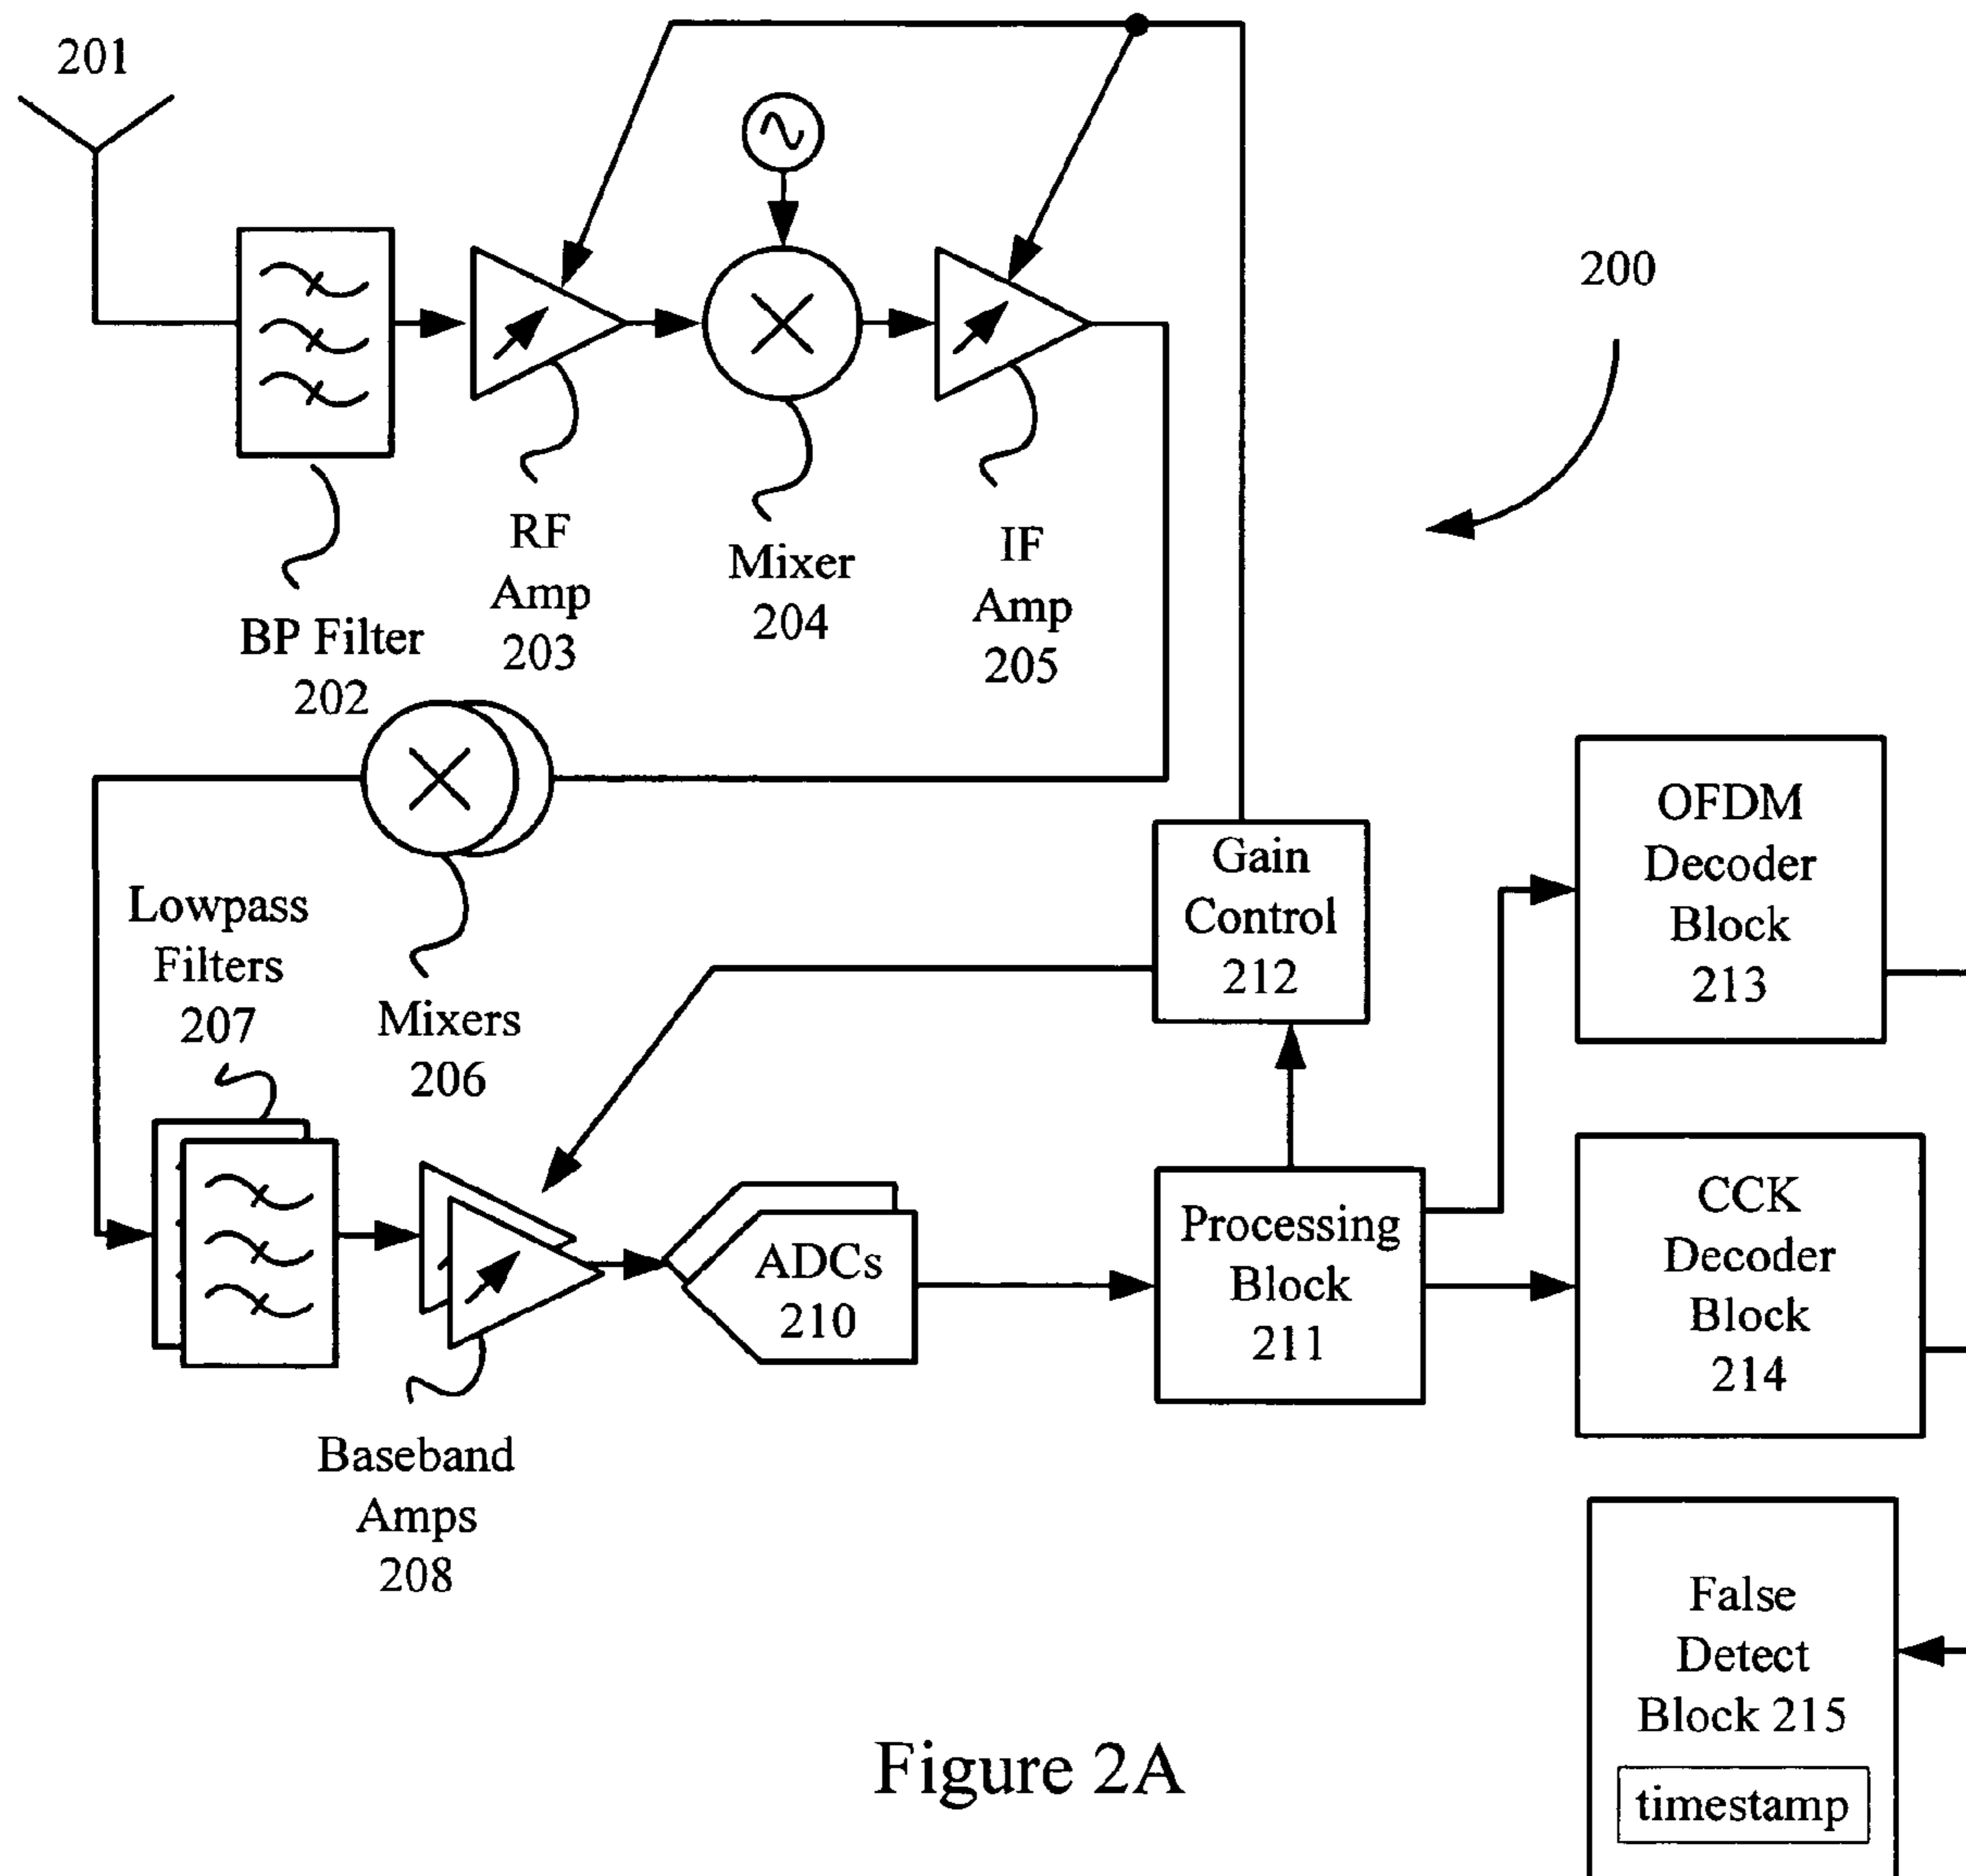 201
200
RF
Amp
203
Mixer
204
IF
Amp
205
BP Filter
202
OFDM
Decoder
Block
213
Gain
Control
212
Lowpass
Filters
207
Mixers
206
CCK
Decoder
Block
214
Processing
Block
211
ADCs
210
Baseband
Amps
208
False
Detect
Block 215
timestamp
Figure 2A